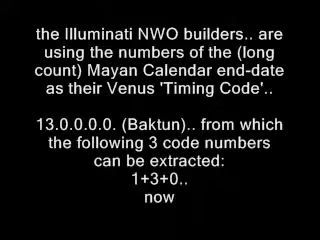 the Illuminati NWO builders.. are
using the numbers of the (long
count) Mayan Calendar end-date
as their Venus 'Timing Code'..
13.0.0.0.0. (Baktun).. from which
the following 3 code numbers
can be extracted:
1+3+0..
now